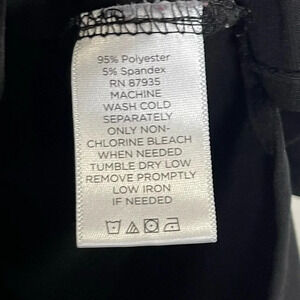 95% Polyester
5% Spandex
RN 87935
MACHINE
WASH COLD
SEPARATELY
ONLY NON-
CHLORINE BLEACH
WHEN NEEDED
TUMBLE DRY LOW
REMOVE PROMPTLY
LOW IRON
IF NEEDED